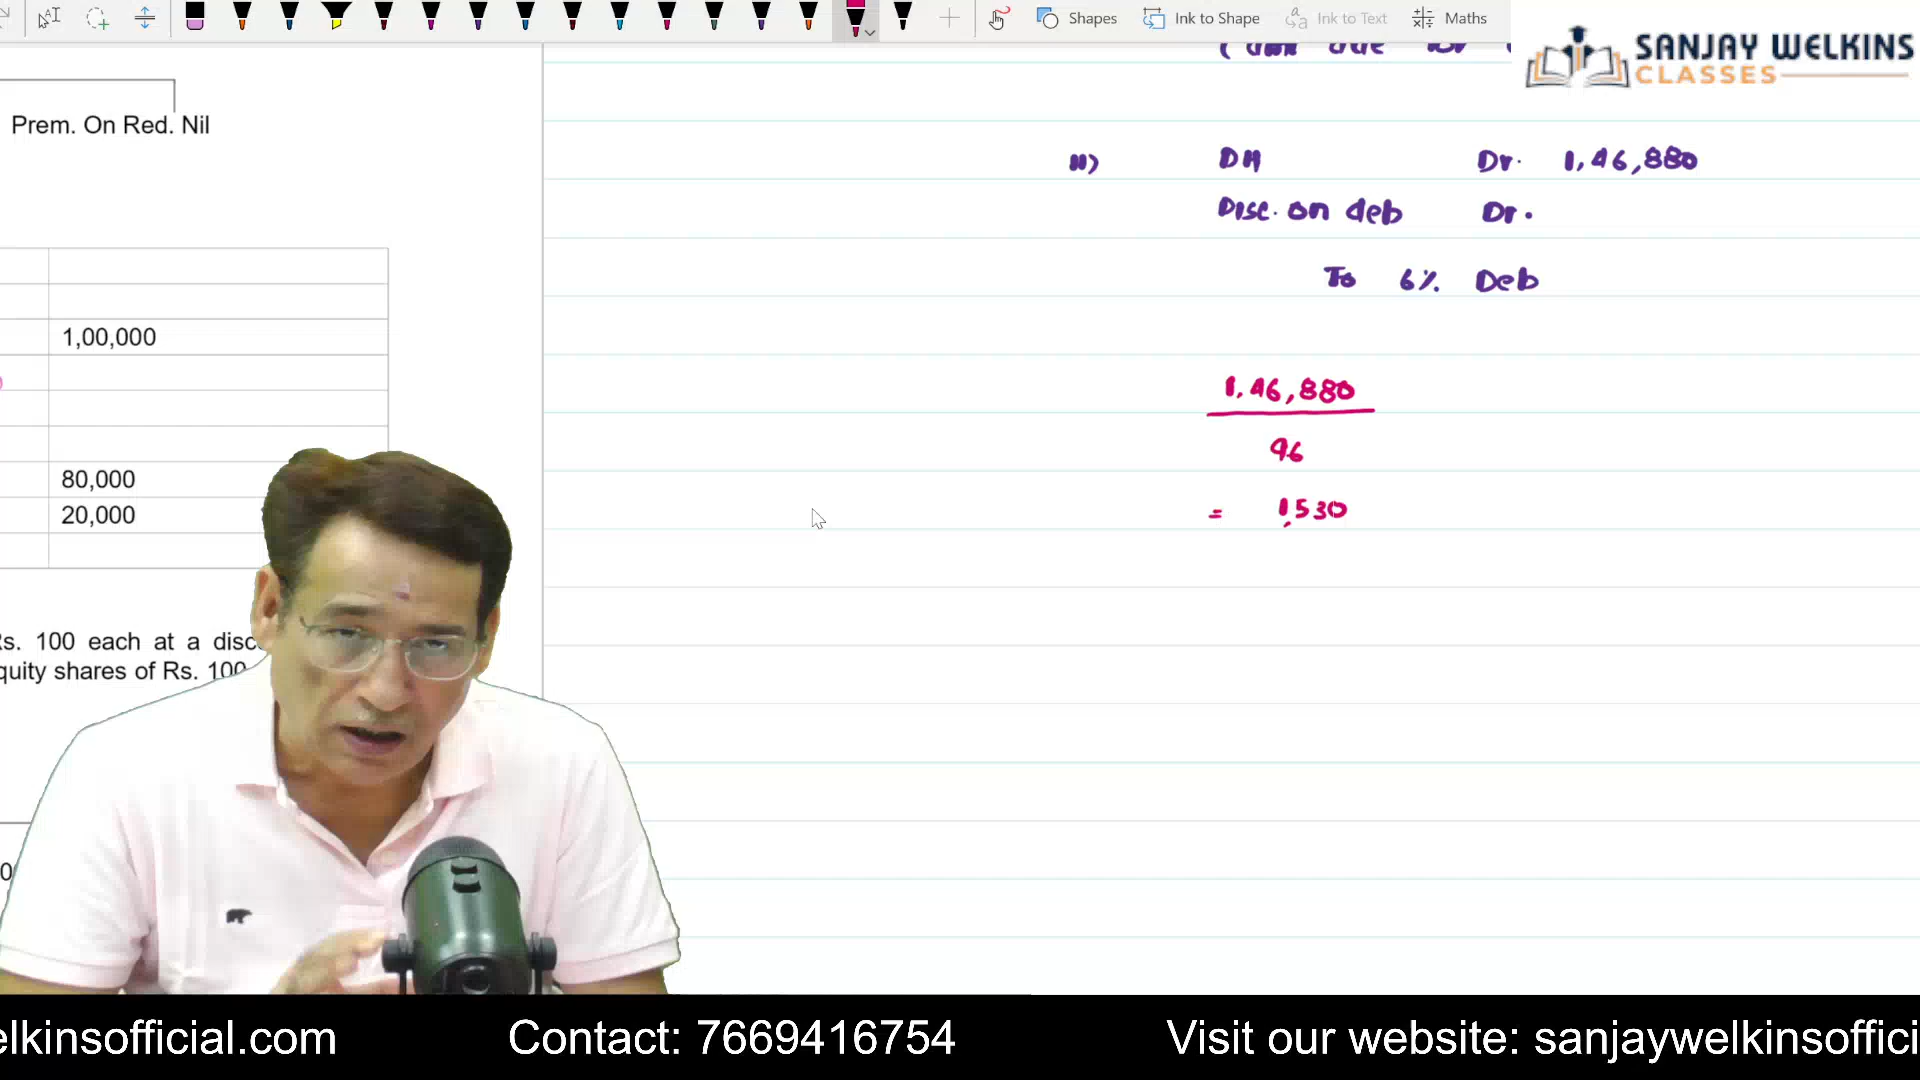 Shapes
Ink to Shape
Ink to Text
Maths
SANJAY WELKINS
CLASSES
Prem. On Red. Nil
1,00,000
80,000
20,000
s. 100 each at a disc
quity shares of Rs. 100
II) DH Dr. 1,46,880
Disc. on deb Dr.
To 6% Deb
1,46,880
96
= 1,530
elkinsofficial.com Contact: 7669416754 Visit our website: sanjaywelkinsoffici